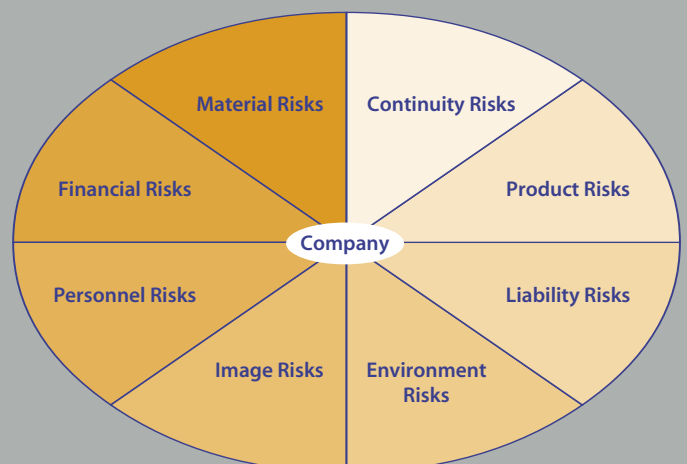 Material Risks
Continuity Risks
Financial Risks
Product Risks
Company
Personnel Risks
Liability Risks
Image Risks
Environment
Risks